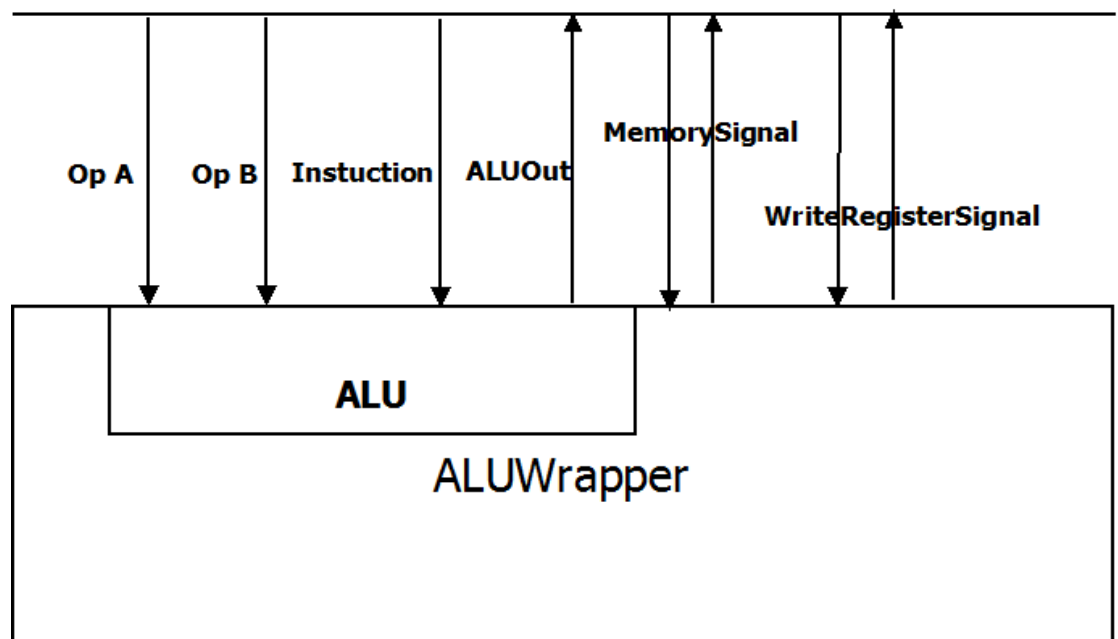 MemorySignal
Op A
Op B
Instuction
ALUOut
WriteRegisterSignal
ALU
ALUWrapper